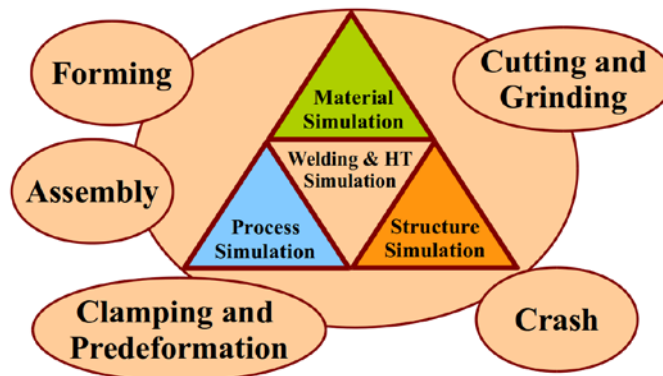 Forming
Cutting and
Grinding
Material
Simulation
Welding & HT
Simulation
Assembly
Process
Simulation
Structure
Simulation
Clamping and
Predeformation
Crash